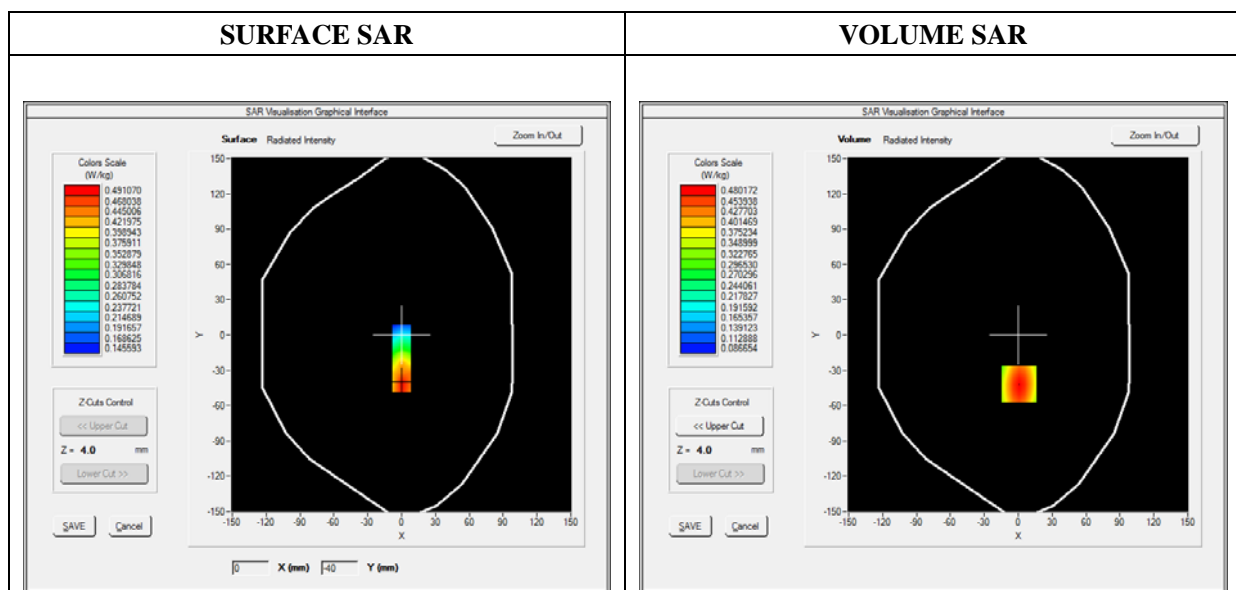 SURFACE SAR
VOLUME SAR
SAR Visualisation Graphical Interface
Surface Radiated Intensity
Zoom In/Out
Colors Scale
(W/kg)
0.491070
0.468038
0.445006
0.421975
0.398943
0.375911
0.352879
0.329848
0.306816
0.283784
0.260752
0.237721
0.214689
0.191657
0.168625
0.145593
Z-Cuts Control
<< Upper Cut
Z = 4.0 mm
Lower Cut >>
SAVE Cancel
150
120
90
60
30
0
-30
-60
-90
-120
-150
Y
-150 -120 -90 -60 -30 0 30 60 90 120 150
X
0 X (mm) -40 Y (mm)
SAR Visualisation Graphical Interface
Volume Radiated Intensity
Zoom In/Out
Colors Scale
(W/kg)
0.480172
0.453938
0.427703
0.401469
0.375234
0.348999
0.322765
0.296530
0.270296
0.244061
0.217827
0.191592
0.165357
0.139123
0.112888
0.086654
Z-Cuts Control
<< Upper Cut
Z = 4.0 mm
Lower Cut >>
SAVE Cancel
150
120
90
60
30
0
-30
-60
-90
-120
-150
Y
-150 -120 -90 -60 -30 0 30 60 90 120 150
X